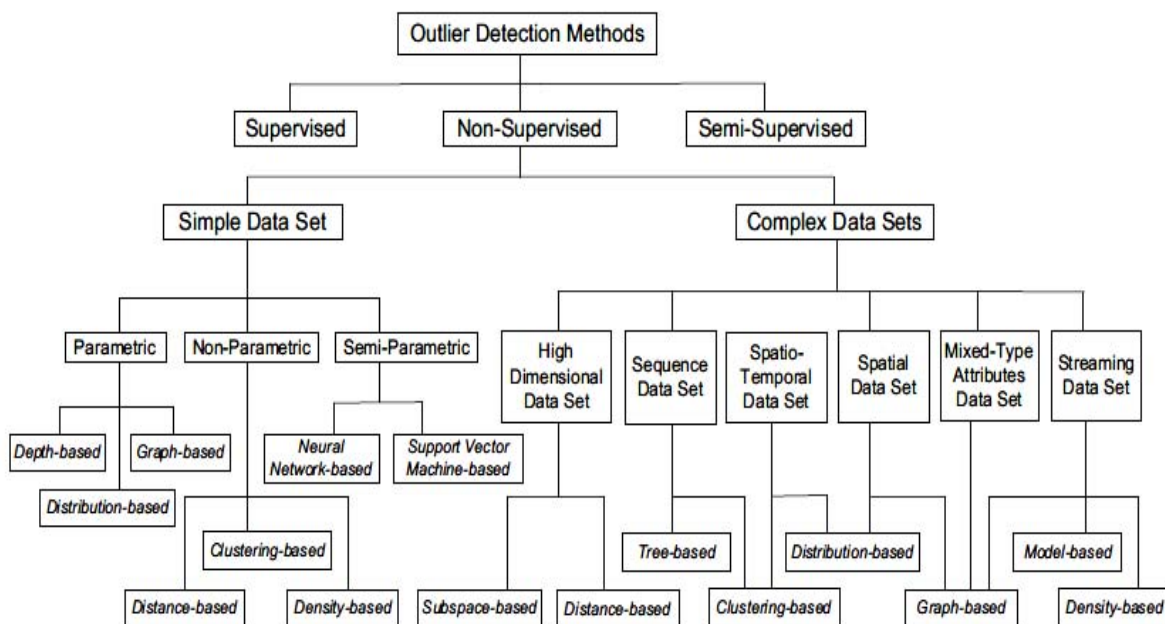 Outlier Detection Methods
Supervised
Non-Supervised
Semi-Supervised
Simple Data Set
Complex Data Sets
Parametric
Non-Parametric
Semi-Parametric
High
Dimensional
Data Set
Sequence
Data Set
Spatio-
Temporal
Data Set
Spatial
Data Set
Mixed-Type
Attributes
Data Set
Streaming
Data Set
Depth-based
Graph-based
Neural
Network-based
Support Vector
Machine-based
Distribution-based
Clustering-based
Tree-based
Distribution-based
Model-based
Distance-based
Density-based
Subspace-based
Distance-based
Clustering-based
Graph-based
Density-based